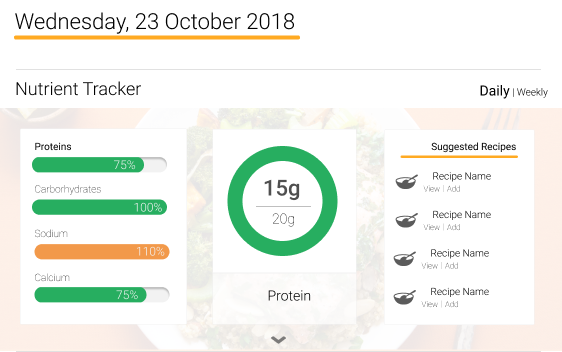 Wednesday, 23 October 2018
Nutrient Tracker
Daily | Weekly
Proteins
75%
Carborhydrates
100%
Sodium
110%
Calcium
75%
15g
20g
Protein
Suggested Recipes
Recipe Name
View | Add
Recipe Name
View | Add
Recipe Name
View | Add
Recipe Name
View | Add